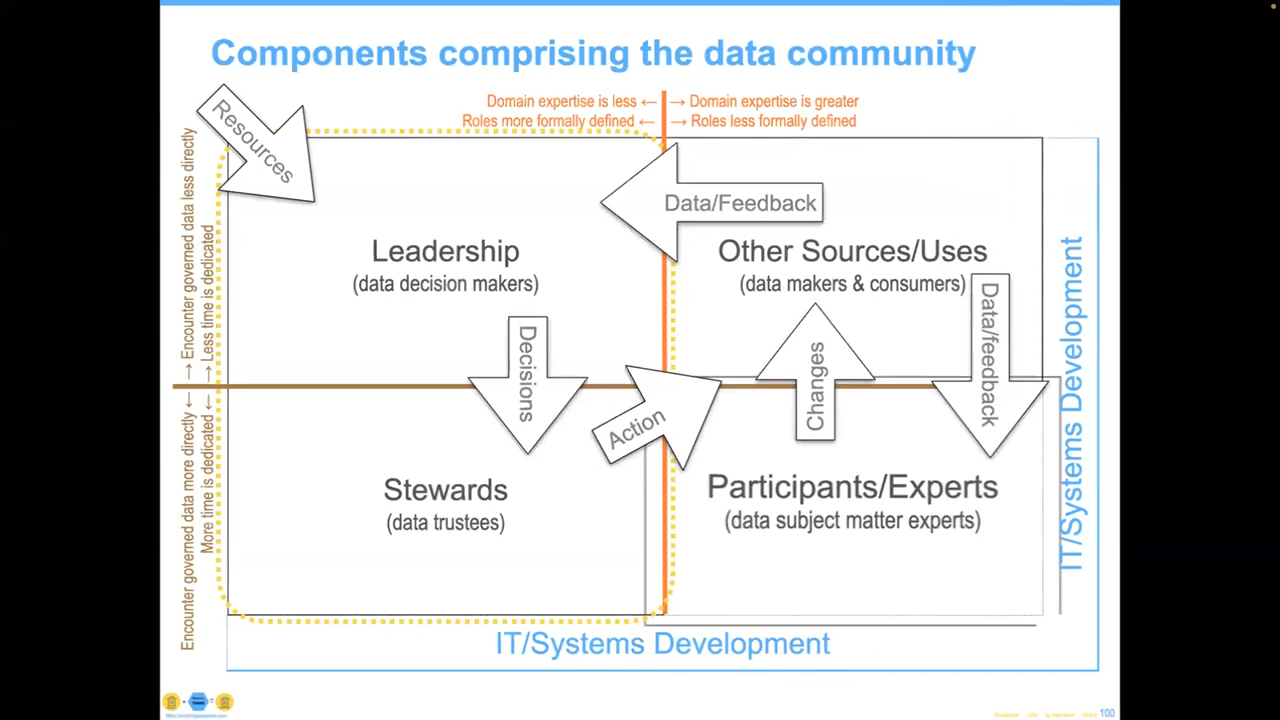 Components comprising the data community
Domain expertise is less ← → Domain expertise is greater
Roles more formally defined ← → Roles less formally defined
Resources
→ Encounter governed data less directly
→ Less time is dedicated
Data/Feedback
Leadership
(data decision makers)
Other Sources/Uses
(data makers & consumers)
Decisions
Action
Changes
Data/feedback
Encounter governed data more directly ←
More time is dedicated ←
Stewards
(data trustees)
Participants/Experts
(data subject matter experts)
IT/Systems Development
IT/Systems Development
100